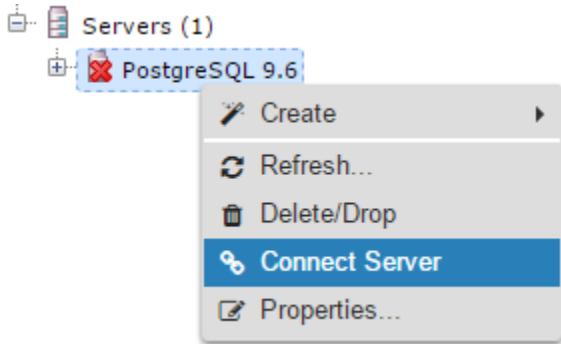 Servers (1)
PostgreSQL 9.6
Create
Refresh...
Delete/Drop
Connect Server
Properties...